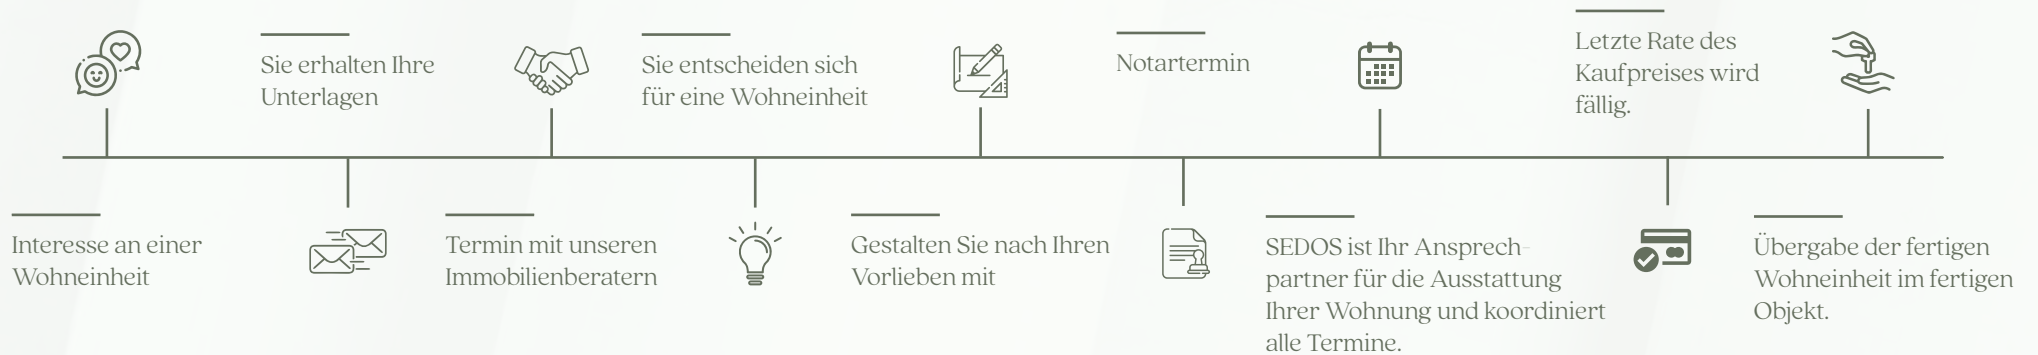 Interesse an einer
Wohneinheit
Sie erhalten Ihre
Unterlagen
Termin mit unseren
Immobilienberatern
Sie entscheiden sich
für eine Wohneinheit
Gestalten Sie nach Ihren
Vorlieben mit
Notartermin
SEDOS ist Ihr Ansprech-
partner für die Ausstattung
Ihrer Wohnung und koordiniert
alle Termine.
Letzte Rate des
Kaufpreises wird
fällig.
Übergabe der fertigen
Wohneinheit im fertigen
Objekt.